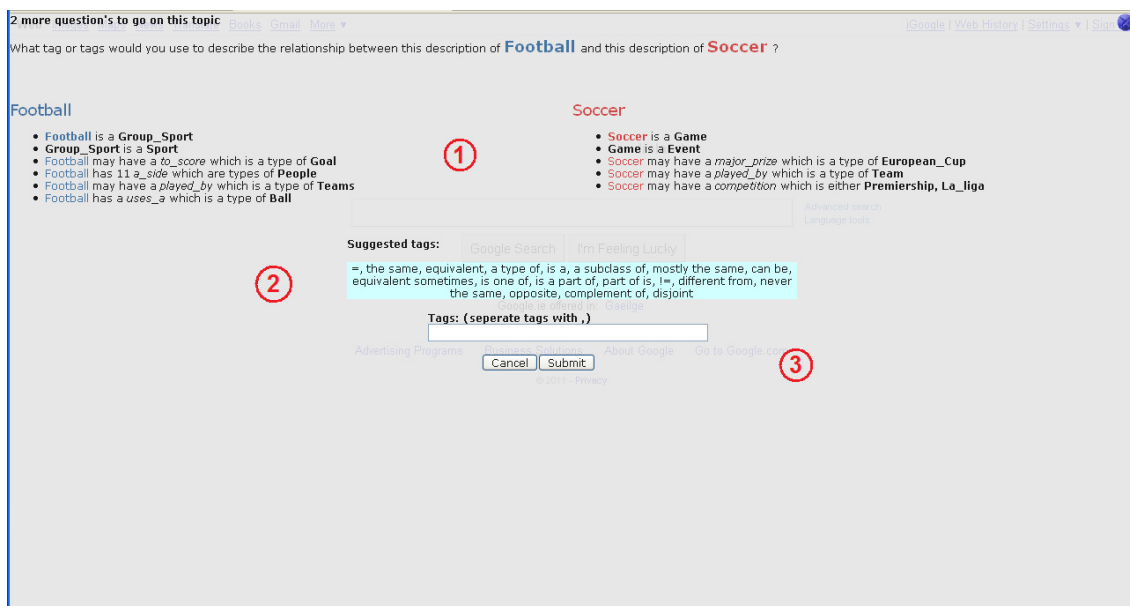 2 more question's to go on this topic
Books Gmail More ▼
iGoogle | Web History | Settings ▼ | Sign
What tag or tags would you use to describe the relationship between this description of Football and this description of Soccer ?
Football
• Football is a Group_Sport
• Group_Sport is a Sport
• Football may have a to_score which is a type of Goal
• Football has 11 a_side which are types of People
• Football may have a played_by which is a type of Teams
• Football has a uses_a which is a type of Ball
1
Soccer
• Soccer is a Game
• Game is a Event
• Soccer may have a major_prize which is a type of European_Cup
• Soccer may have a played_by which is a type of Team
• Soccer may have a competition which is either Premiership, La_liga
Advanced search
Language tools
Suggested tags:
Google Search I'm Feeling Lucky
2
=, the same, equivalent, a type of, is a, a subclass of, mostly the same, can be,
equivalent sometimes, is one of, is a part of, part of is, !=, different from, never
the same, opposite, complement of, disjoint
Google.ie offered in: Gaeilge
Tags: (seperate tags with ,)
Advertising Programs Business Solutions About Google Go to Google.com
Cancel Submit
3
© 2011 - Privacy